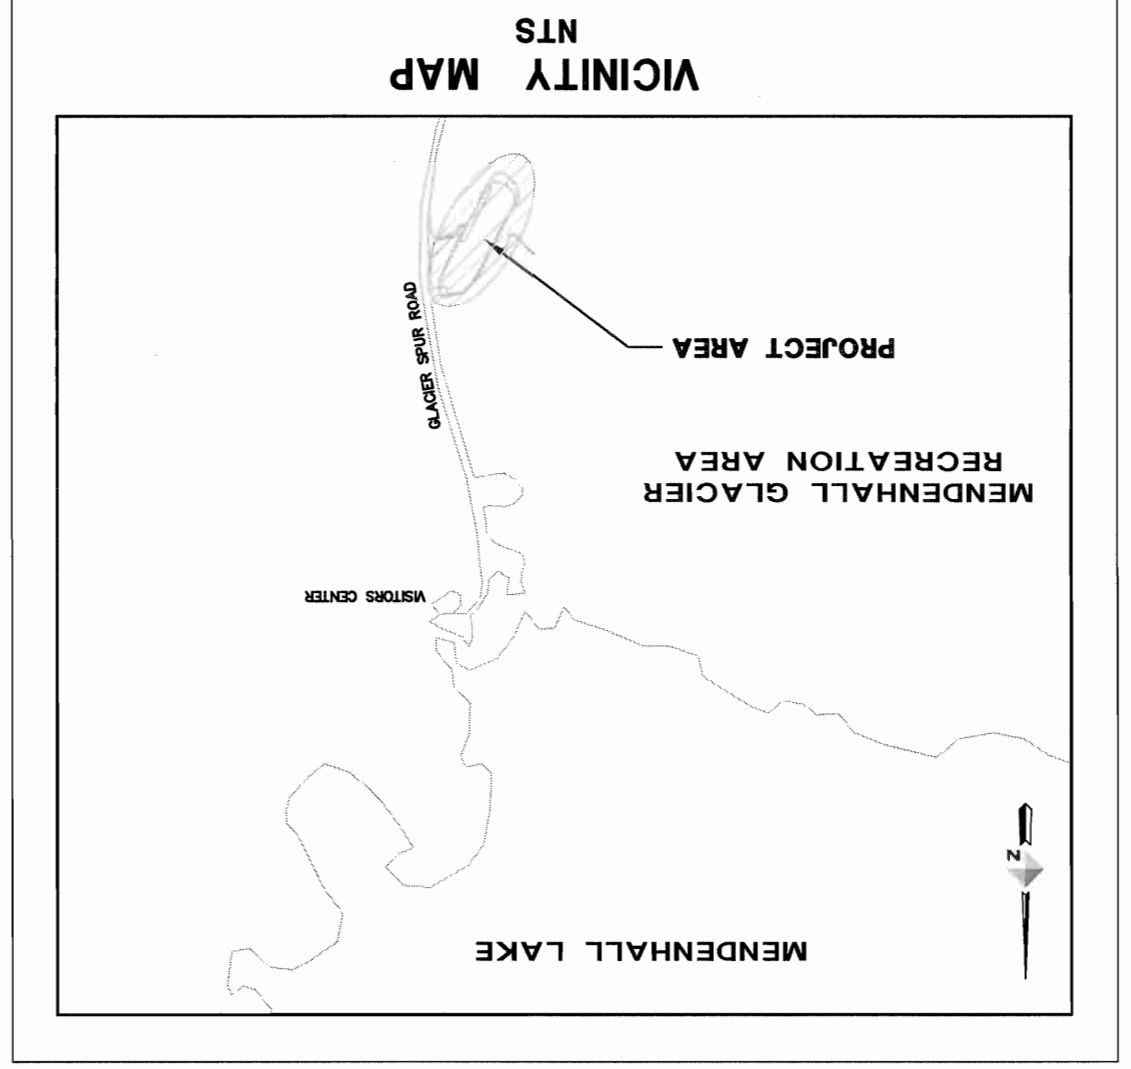 MENDENHALL LAKE
N
VISITORS CENTER
MENDENHALL GLACIER
RECREATION AREA
GLACIER SPUR ROAD
PROJECT AREA
VICINITY MAP
NTS